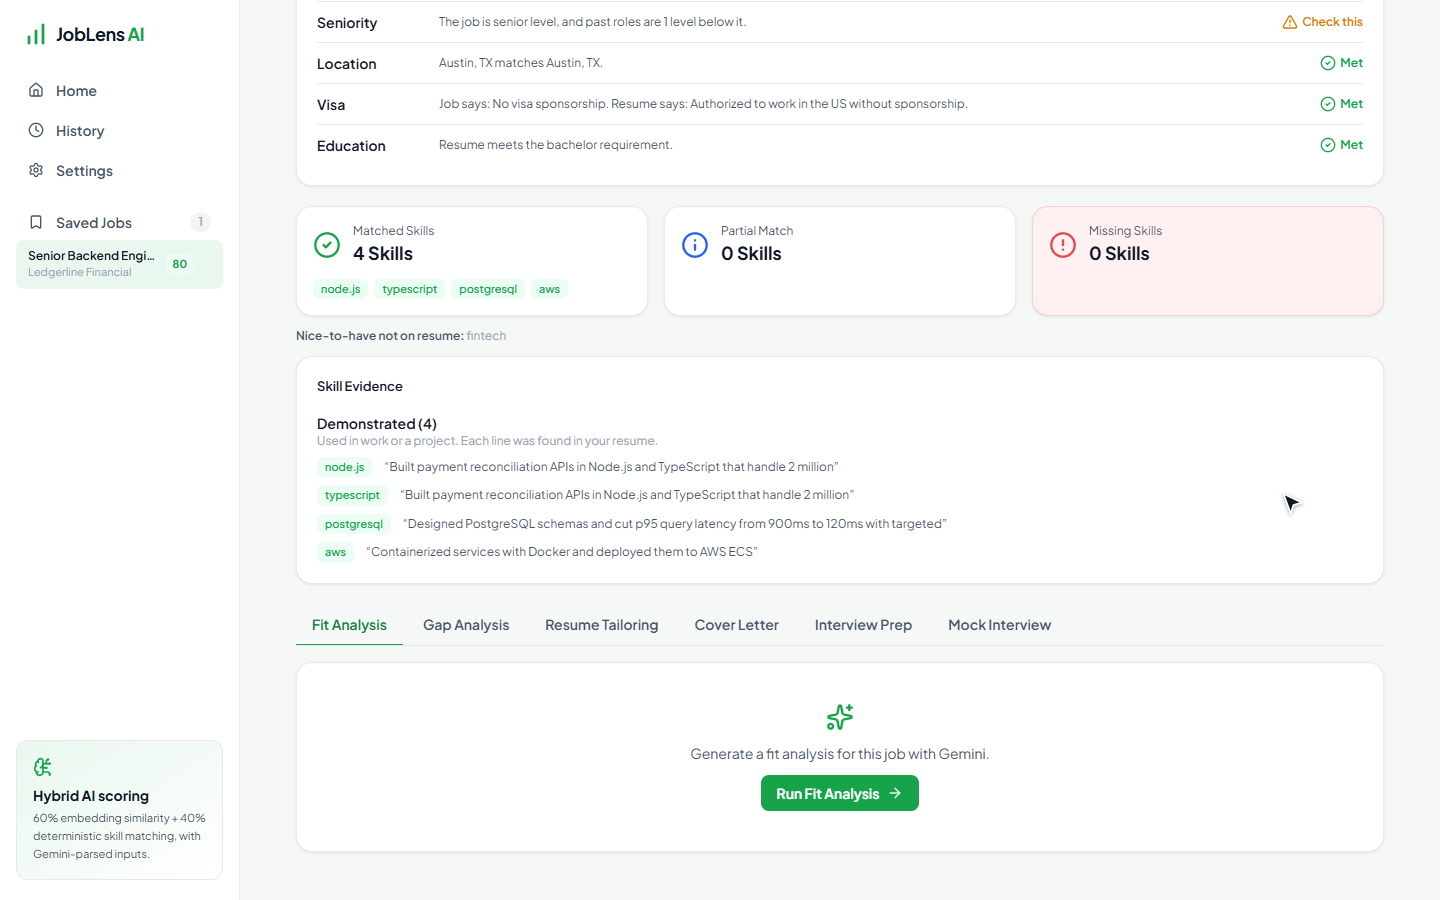 JobLens AI
Home
History
Settings
Saved Jobs 1
Senior Backend Engi... 80
Ledgerline Financial
Hybrid AI scoring
60% embedding similarity + 40%
deterministic skill matching, with
Gemini-parsed inputs.
Seniority The job is senior level, and past roles are 1 level below it. Check this
Location Austin, TX matches Austin, TX. Met
Visa Job says: No visa sponsorship. Resume says: Authorized to work in the US without sponsorship. Met
Education Resume meets the bachelor requirement. Met
Matched Skills
4 Skills
node.js typescript postgresql aws
Partial Match
0 Skills
Missing Skills
0 Skills
Nice-to-have not on resume: fintech
Skill Evidence
Demonstrated (4)
Used in work or a project. Each line was found in your resume.
node.js "Built payment reconciliation APIs in Node.js and TypeScript that handle 2 million"
typescript "Built payment reconciliation APIs in Node.js and TypeScript that handle 2 million"
postgresql "Designed PostgreSQL schemas and cut p95 query latency from 900ms to 120ms with targeted"
aws "Containerized services with Docker and deployed them to AWS ECS"
Fit Analysis Gap Analysis Resume Tailoring Cover Letter Interview Prep Mock Interview
Generate a fit analysis for this job with Gemini.
Run Fit Analysis →